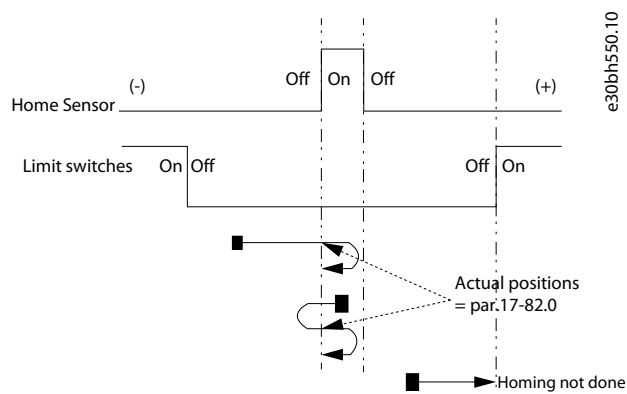 e30bh550.10
(-)
Off On Off
(+)
Home Sensor
Limit switches On Off Off On
Actual positions
= par.17-82.0
Homing not done